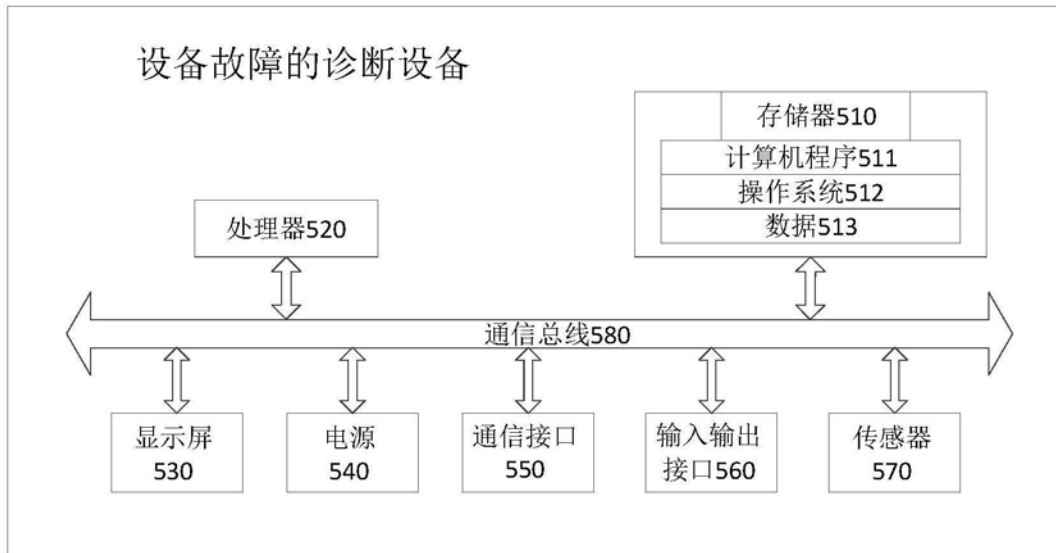 设备故障的诊断设备
存储器510
计算机程序511
操作系统512
数据513
处理器520
通信总线580
显示屏
530
电源
540
通信接口
550
输入输出
接口560
传感器
570